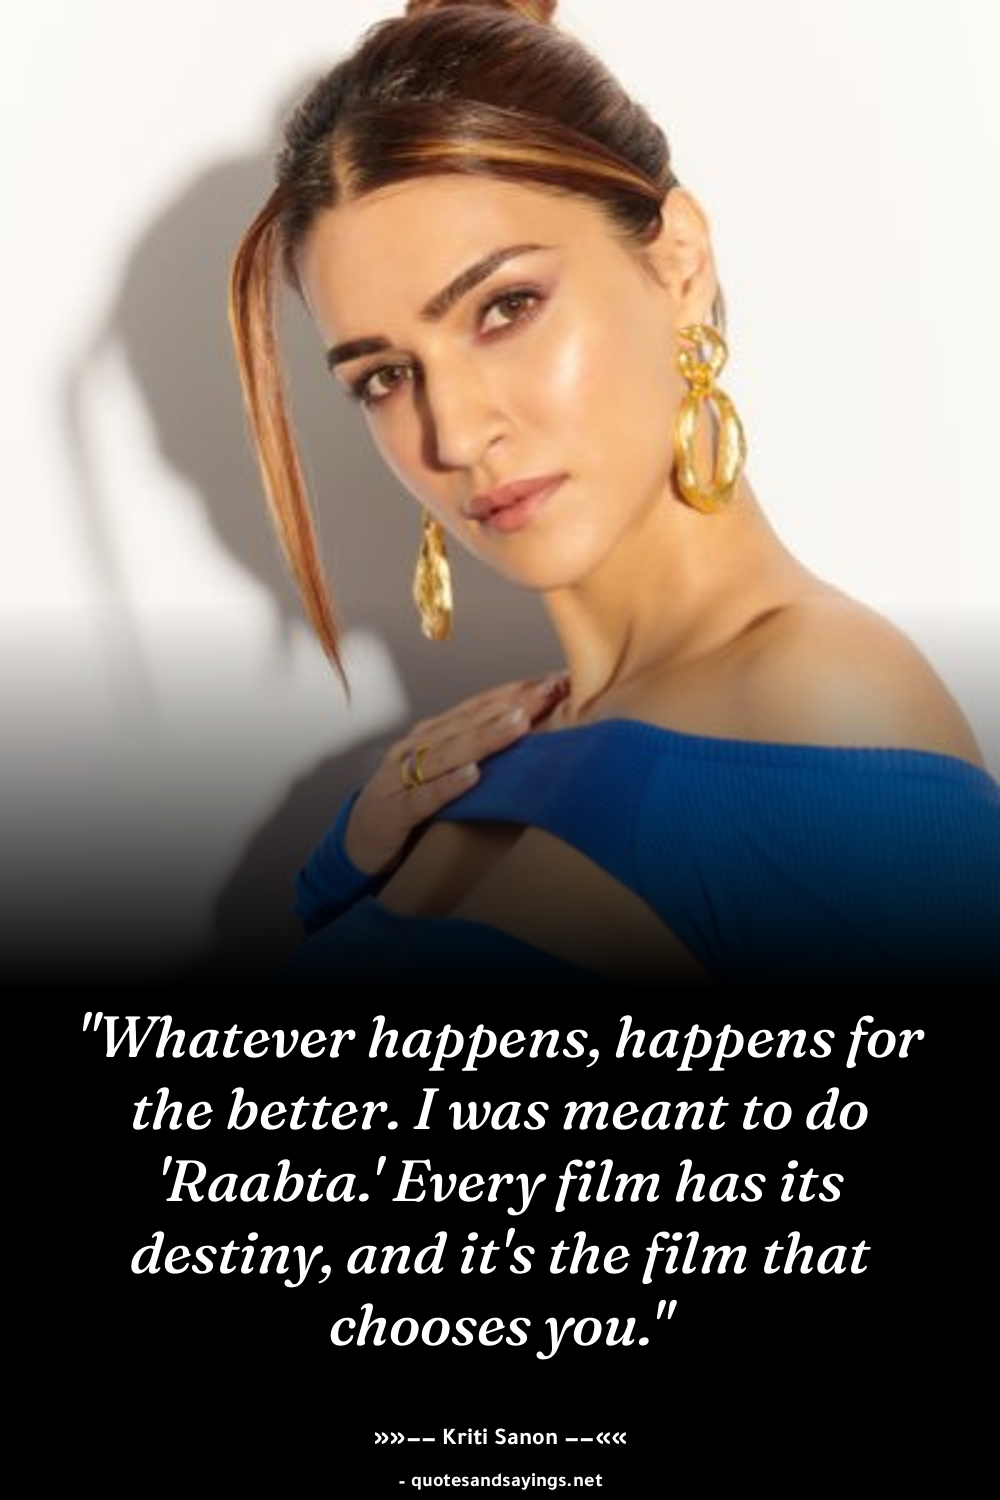 "Whatever happens, happens for
the better. I was meant to do
'Raabta.' Every film has its
destiny, and it's the film that
chooses you."
»»–– Kriti Sanon ––««
- quotesandsayings.net